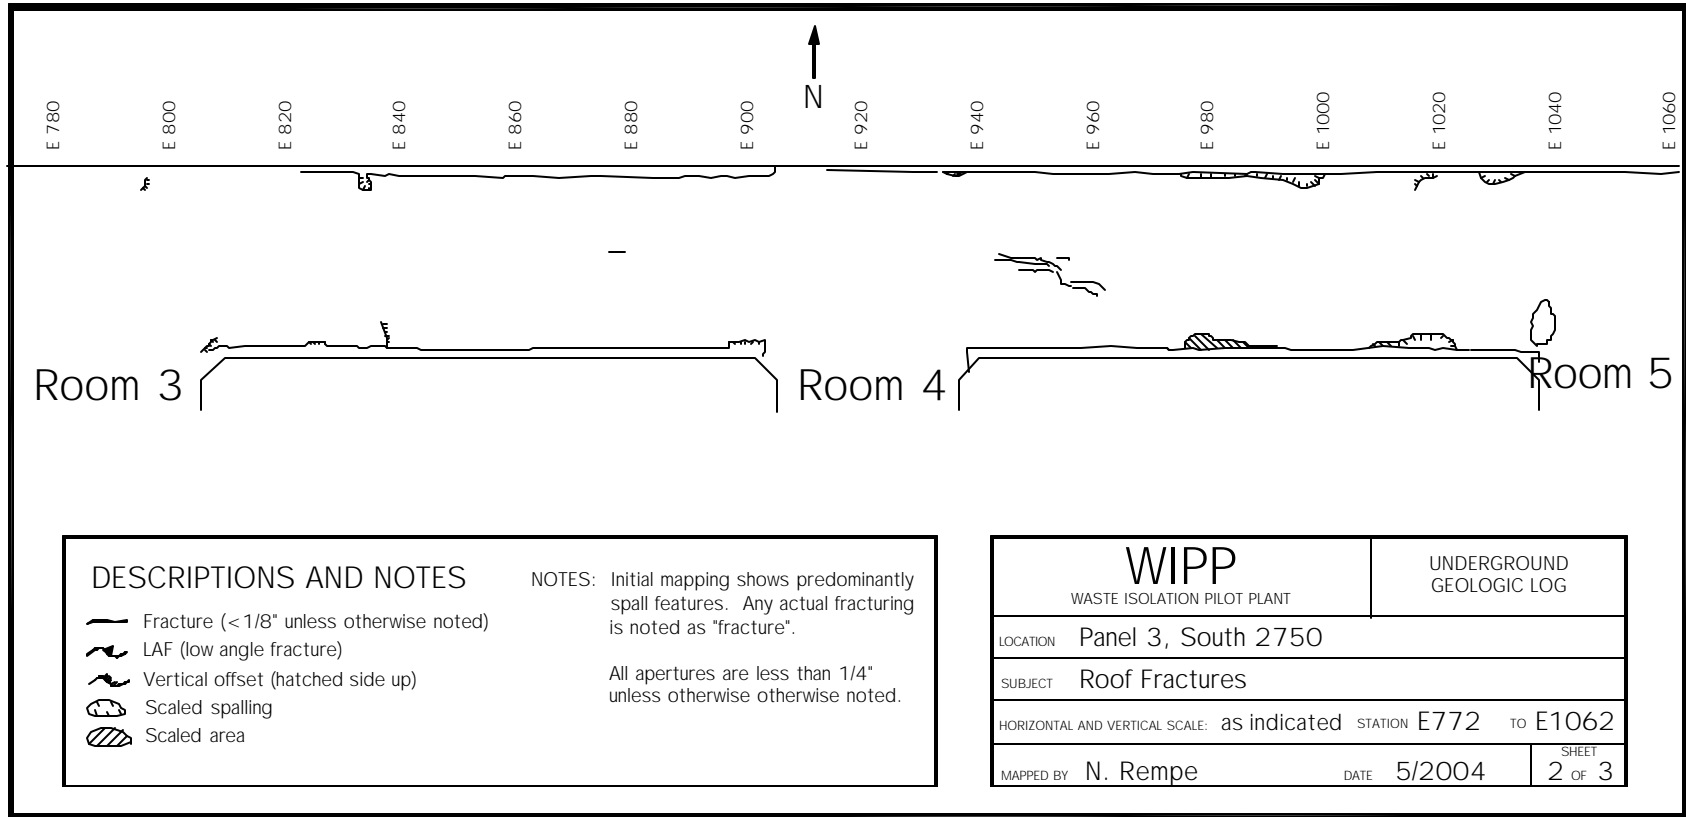 N
E 780
E 800
E 820
E 840
E 860
E 880
E 900
E 920
E 940
E 960
E 980
E 1000
E 1020
E 1040
E 1060
Room 3
Room 4
Room 5
DESCRIPTIONS AND NOTES
Fracture (<1/8" unless otherwise noted)
LAF (low angle fracture)
Vertical offset (hatched side up)
Scaled spalling
Scaled area
NOTES: Initial mapping shows predominantly
spall features. Any actual fracturing
is noted as "fracture".
All apertures are less than 1/4"
unless otherwise otherwise noted.
WIPP
WASTE ISOLATION PILOT PLANT
UNDERGROUND
GEOLOGIC LOG
LOCATION Panel 3, South 2750
SUBJECT Roof Fractures
HORIZONTAL AND VERTICAL SCALE: as indicated STATION E772 TO E1062
MAPPED BY N. Rempe DATE 5/2004
SHEET
2 OF 3